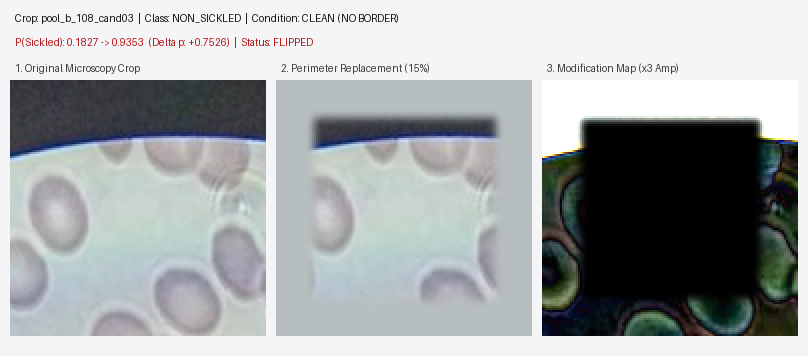 Crop: pool_b_108_cand03 | Class: NON_SICKLED | Condition: CLEAN (NO BORDER)
P(Sickled): 0.1827 -> 0.9353 (Delta p: +0.7526) | Status: FLIPPED
1. Original Microscopy Crop
2. Perimeter Replacement (15%)
3. Modification Map (x3 Amp)